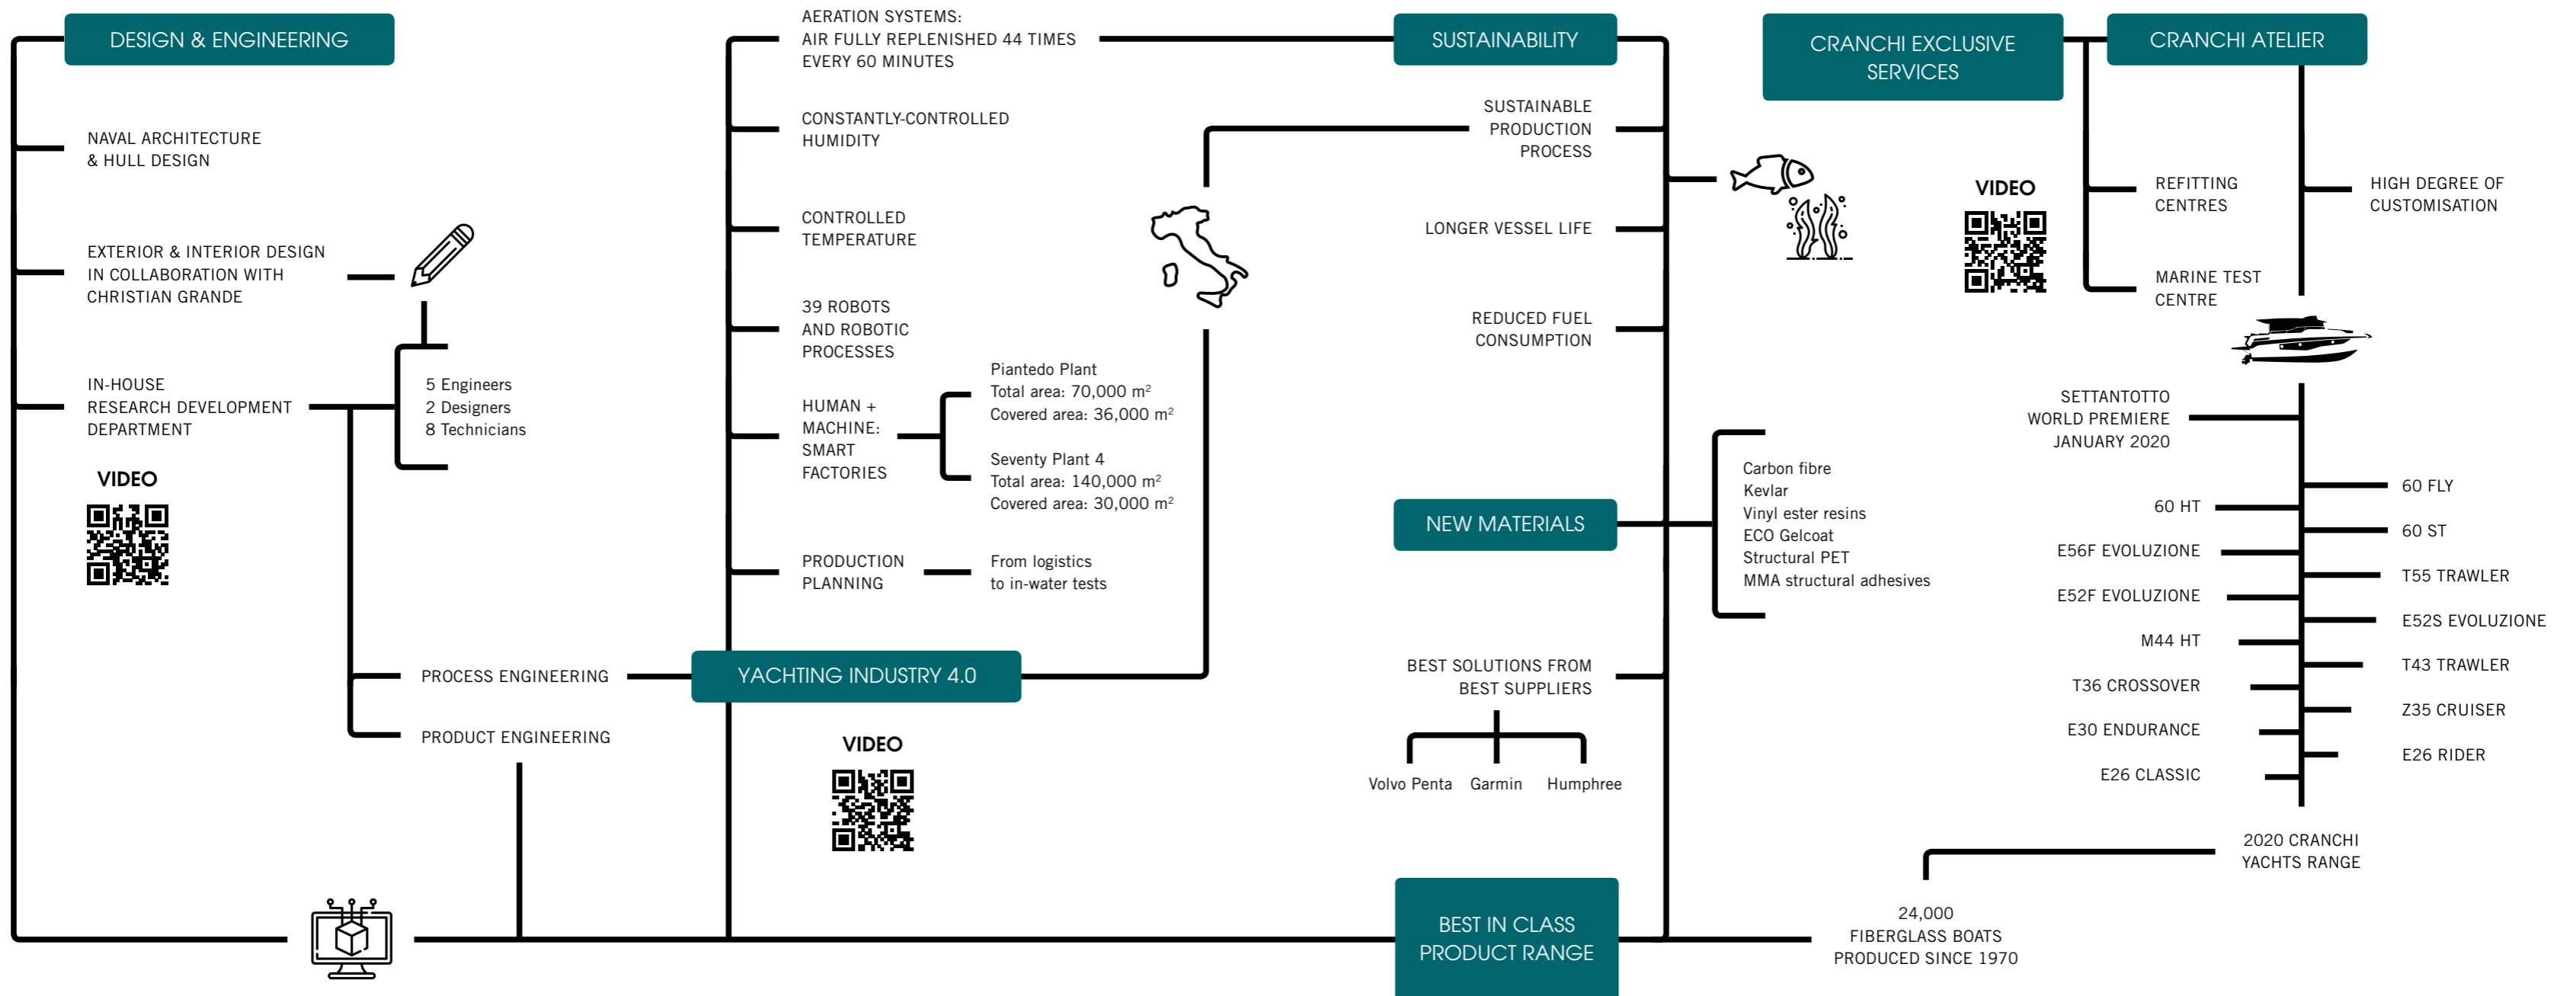 DESIGN & ENGINEERING
NAVAL ARCHITECTURE
& HULL DESIGN
EXTERIOR & INTERIOR DESIGN
IN COLLABORATION WITH
CHRISTIAN GRANDE
IN-HOUSE
RESEARCH DEVELOPMENT
DEPARTMENT
5 Engineers
2 Designers
8 Technicians
VIDEO
PROCESS ENGINEERING
PRODUCT ENGINEERING
AERATION SYSTEMS:
AIR FULLY REPLENISHED 44 TIMES
EVERY 60 MINUTES
CONSTANTLY-CONTROLLED
HUMIDITY
CONTROLLED
TEMPERATURE
39 ROBOTS
AND ROBOTIC
PROCESSES
HUMAN +
MACHINE:
SMART
FACTORIES
Piantedo Plant
Total area: 70,000 m²
Covered area: 36,000 m²
Seventy Plant 4
Total area: 140,000 m²
Covered area: 30,000 m²
PRODUCTION
PLANNING
From logistics
to in-water tests
YACHTING INDUSTRY 4.0
VIDEO
SUSTAINABILITY
SUSTAINABLE
PRODUCTION
PROCESS
LONGER VESSEL LIFE
REDUCED FUEL
CONSUMPTION
NEW MATERIALS
Carbon fibre
Kevlar
Vinyl ester resins
ECO Gelcoat
Structural PET
MMA structural adhesives
BEST SOLUTIONS FROM
BEST SUPPLIERS
Volvo Penta
Garmin
Humphree
BEST IN CLASS
PRODUCT RANGE
CRANCHI EXCLUSIVE
SERVICES
VIDEO
REFITTING
CENTRES
MARINE TEST
CENTRE
CRANCHI ATELIER
HIGH DEGREE OF
CUSTOMISATION
SETTANTOTTO
WORLD PREMIERE
JANUARY 2020
60 FLY
60 HT
60 ST
E56F EVOLUZIONE
T55 TRAWLER
E52F EVOLUZIONE
E52S EVOLUZIONE
M44 HT
T43 TRAWLER
T36 CROSSOVER
Z35 CRUISER
E30 ENDURANCE
E26 RIDER
E26 CLASSIC
2020 CRANCHI
YACHTS RANGE
24,000
FIBERGLASS BOATS
PRODUCED SINCE 1970